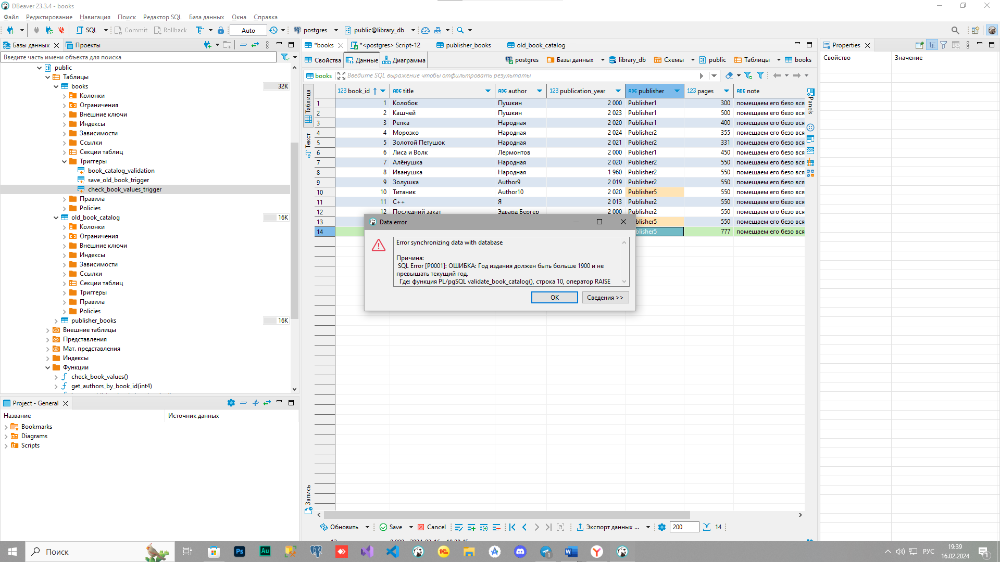 DBeaver 23.3.4 - books
Файл Редактирование Навигация Поиск Редактор SQL База данных Окна Справка
SQL Commit Rollback Auto postgres public@library_db
Базы данных Проекты
Введите часть имени объекта для поиска
public
Таблицы
books 32K
Колонки
Ограничения
Внешние ключи
Индексы
Зависимости
Ссылки
Секции таблиц
Триггеры
book_catalog_validation
save_old_book_trigger
check_book_values_trigger
Правила
Policies
old_book_catalog 16K
Колонки
Ограничения
Внешние ключи
Индексы
Зависимости
Ссылки
Секции таблиц
Триггеры
Правила
Policies
publisher_books 16K
Внешние таблицы
Представления
Мат. представления
Индексы
Функции
check_book_values()
get_authors_by_book_id(int4)
Project - General
Название Источник данных
Bookmarks
Diagrams
Scripts
*books *<postgres> Script-12 publisher_books old_book_catalog
Свойства Данные Диаграмма postgres Базы данных library_db Схемы public Таблицы books
books Введите SQL выражение чтобы отфильтровать результаты
Таблица
Текст
Запись
Panels
123 book_id ABC title ABC author 123 publication_year ABC publisher 123 pages ABC note
1 1 Колобок Пушкин 2 000 Publisher1 300 помещаем его безо вся
2 2 Кашчей Пушкин 2 023 Publisher1 500 помещаем его безо вся
3 3 Репка Народная 2 020 Publisher1 400 помещаем его безо вся
4 4 Морозко Народная 2 024 Publisher2 355 помещаем его безо вся
5 5 Золотой Петушок Народная 2 021 Publisher2 331 помещаем его безо вся
6 6 Лиса и Волк Лермонтов 2 000 Publisher1 450 помещаем его безо вся
7 7 Алёнушка Народная 2 020 Publisher2 550 помещаем его безо вся
8 8 Иванушка Народная 1 960 Publisher2 550 помещаем его безо вся
9 9 Золушка Author9 2 019 Publisher2 550 помещаем его безо вся
10 10 Титаник Author10 2 020 Publisher5 550 помещаем его безо вся
11 11 C++ Я 2 013 Publisher2 550 помещаем его безо вся
12 12 Последний закат Эдвард Бергер 2 000 Publisher2 550 помещаем его безо вся
13 blisher5 550 помещаем его безо вся
14 blisher5 777 помещаем его безо вся
Data error
Error synchronizing data with database
Причина:
SQL Error [P0001]: ОШИБКА: Год издания должен быть больше 1900 и не
превышать текущий год.
Где: функция PL/pgSQL validate_book_catalog(), строка 10, оператор RAISE
OK Сведения >>
Обновить Save Cancel Экспорт данных ... 200 14
Properties
Свойство Значение
Поиск
Ps Au 1c W Y
РУС
19:39
16.02.2024
1